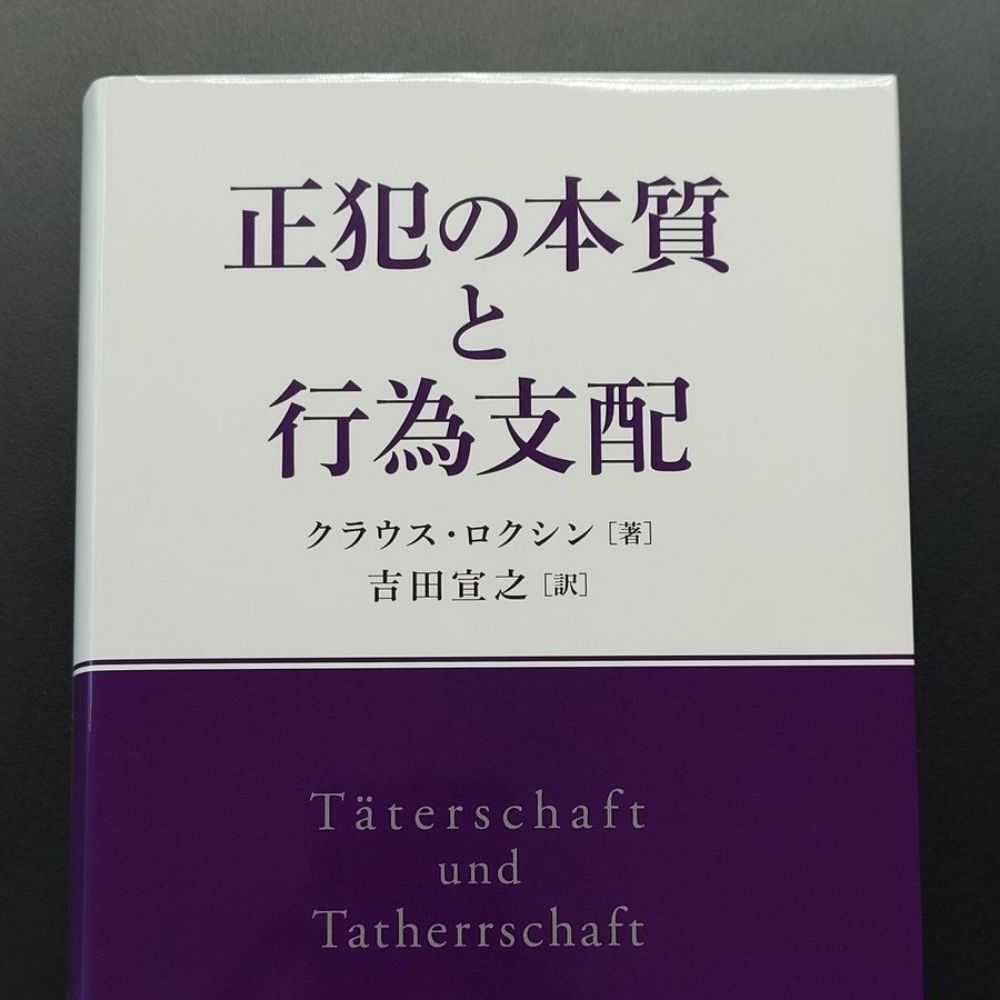 正犯の本質
と
行為支配
クラウス・ロクシン［著］
吉田宣之［訳］
Täterschaft
und
Tatherrschaft